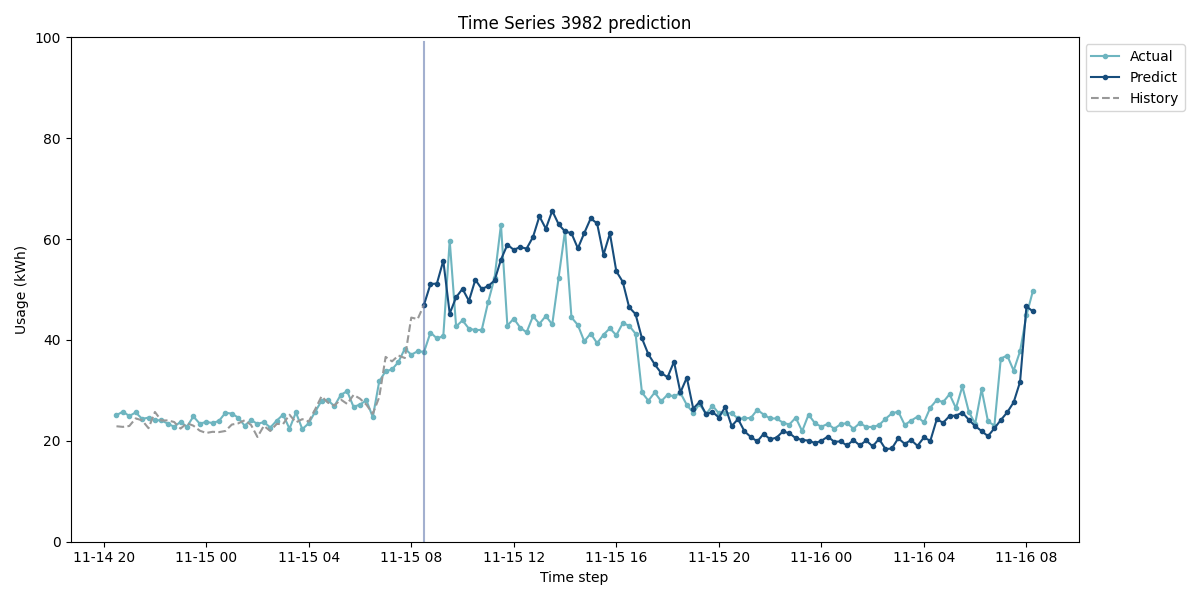 Time Series 3982 prediction
100
80
60
40
20
0
Usage (kWh)
11-14 20
11-15 00
11-15 04
11-15 08
11-15 12
11-15 16
11-15 20
11-16 00
11-16 04
11-16 08
Time step
Actual
Predict
History